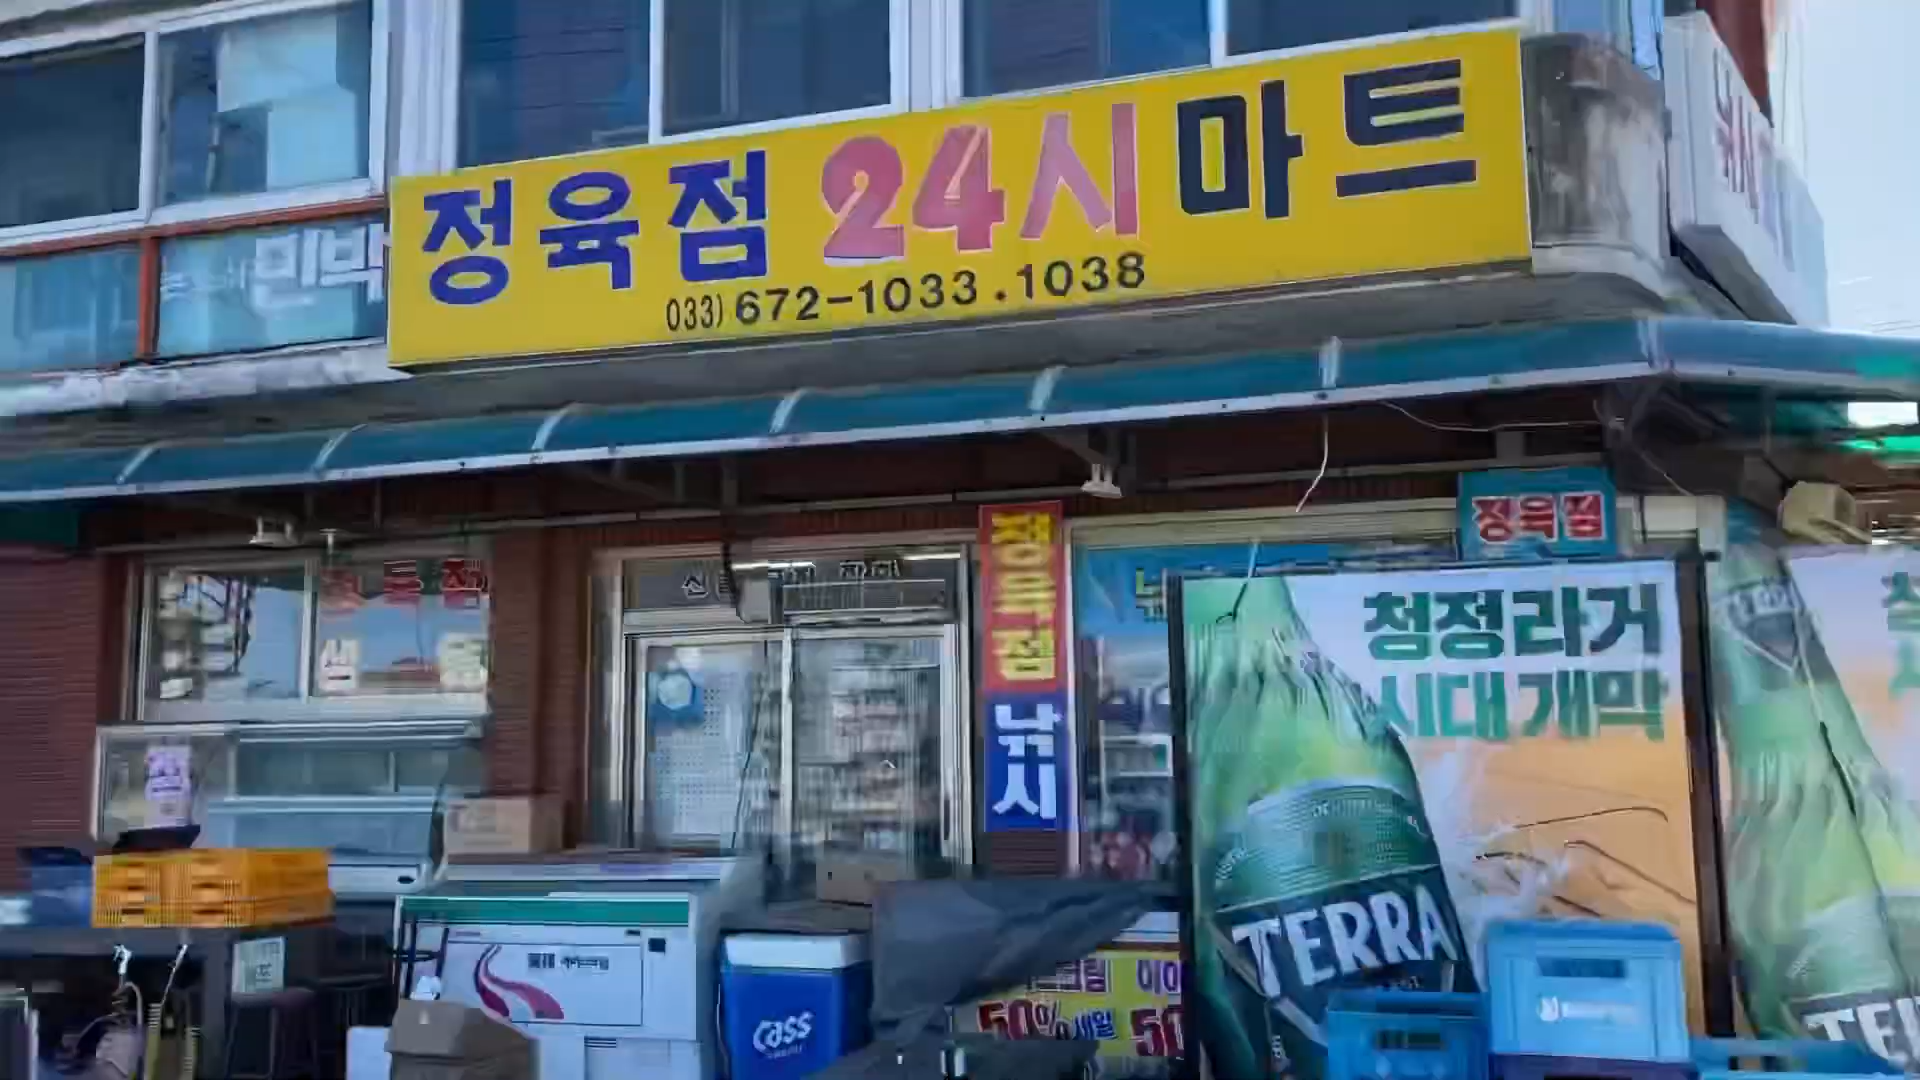 정육점 24시마트
033) 672-1033 . 1038
민박
정육점
정육점
낚시
청정라거
시대개막
TERRA
Cass
50% 세일 50